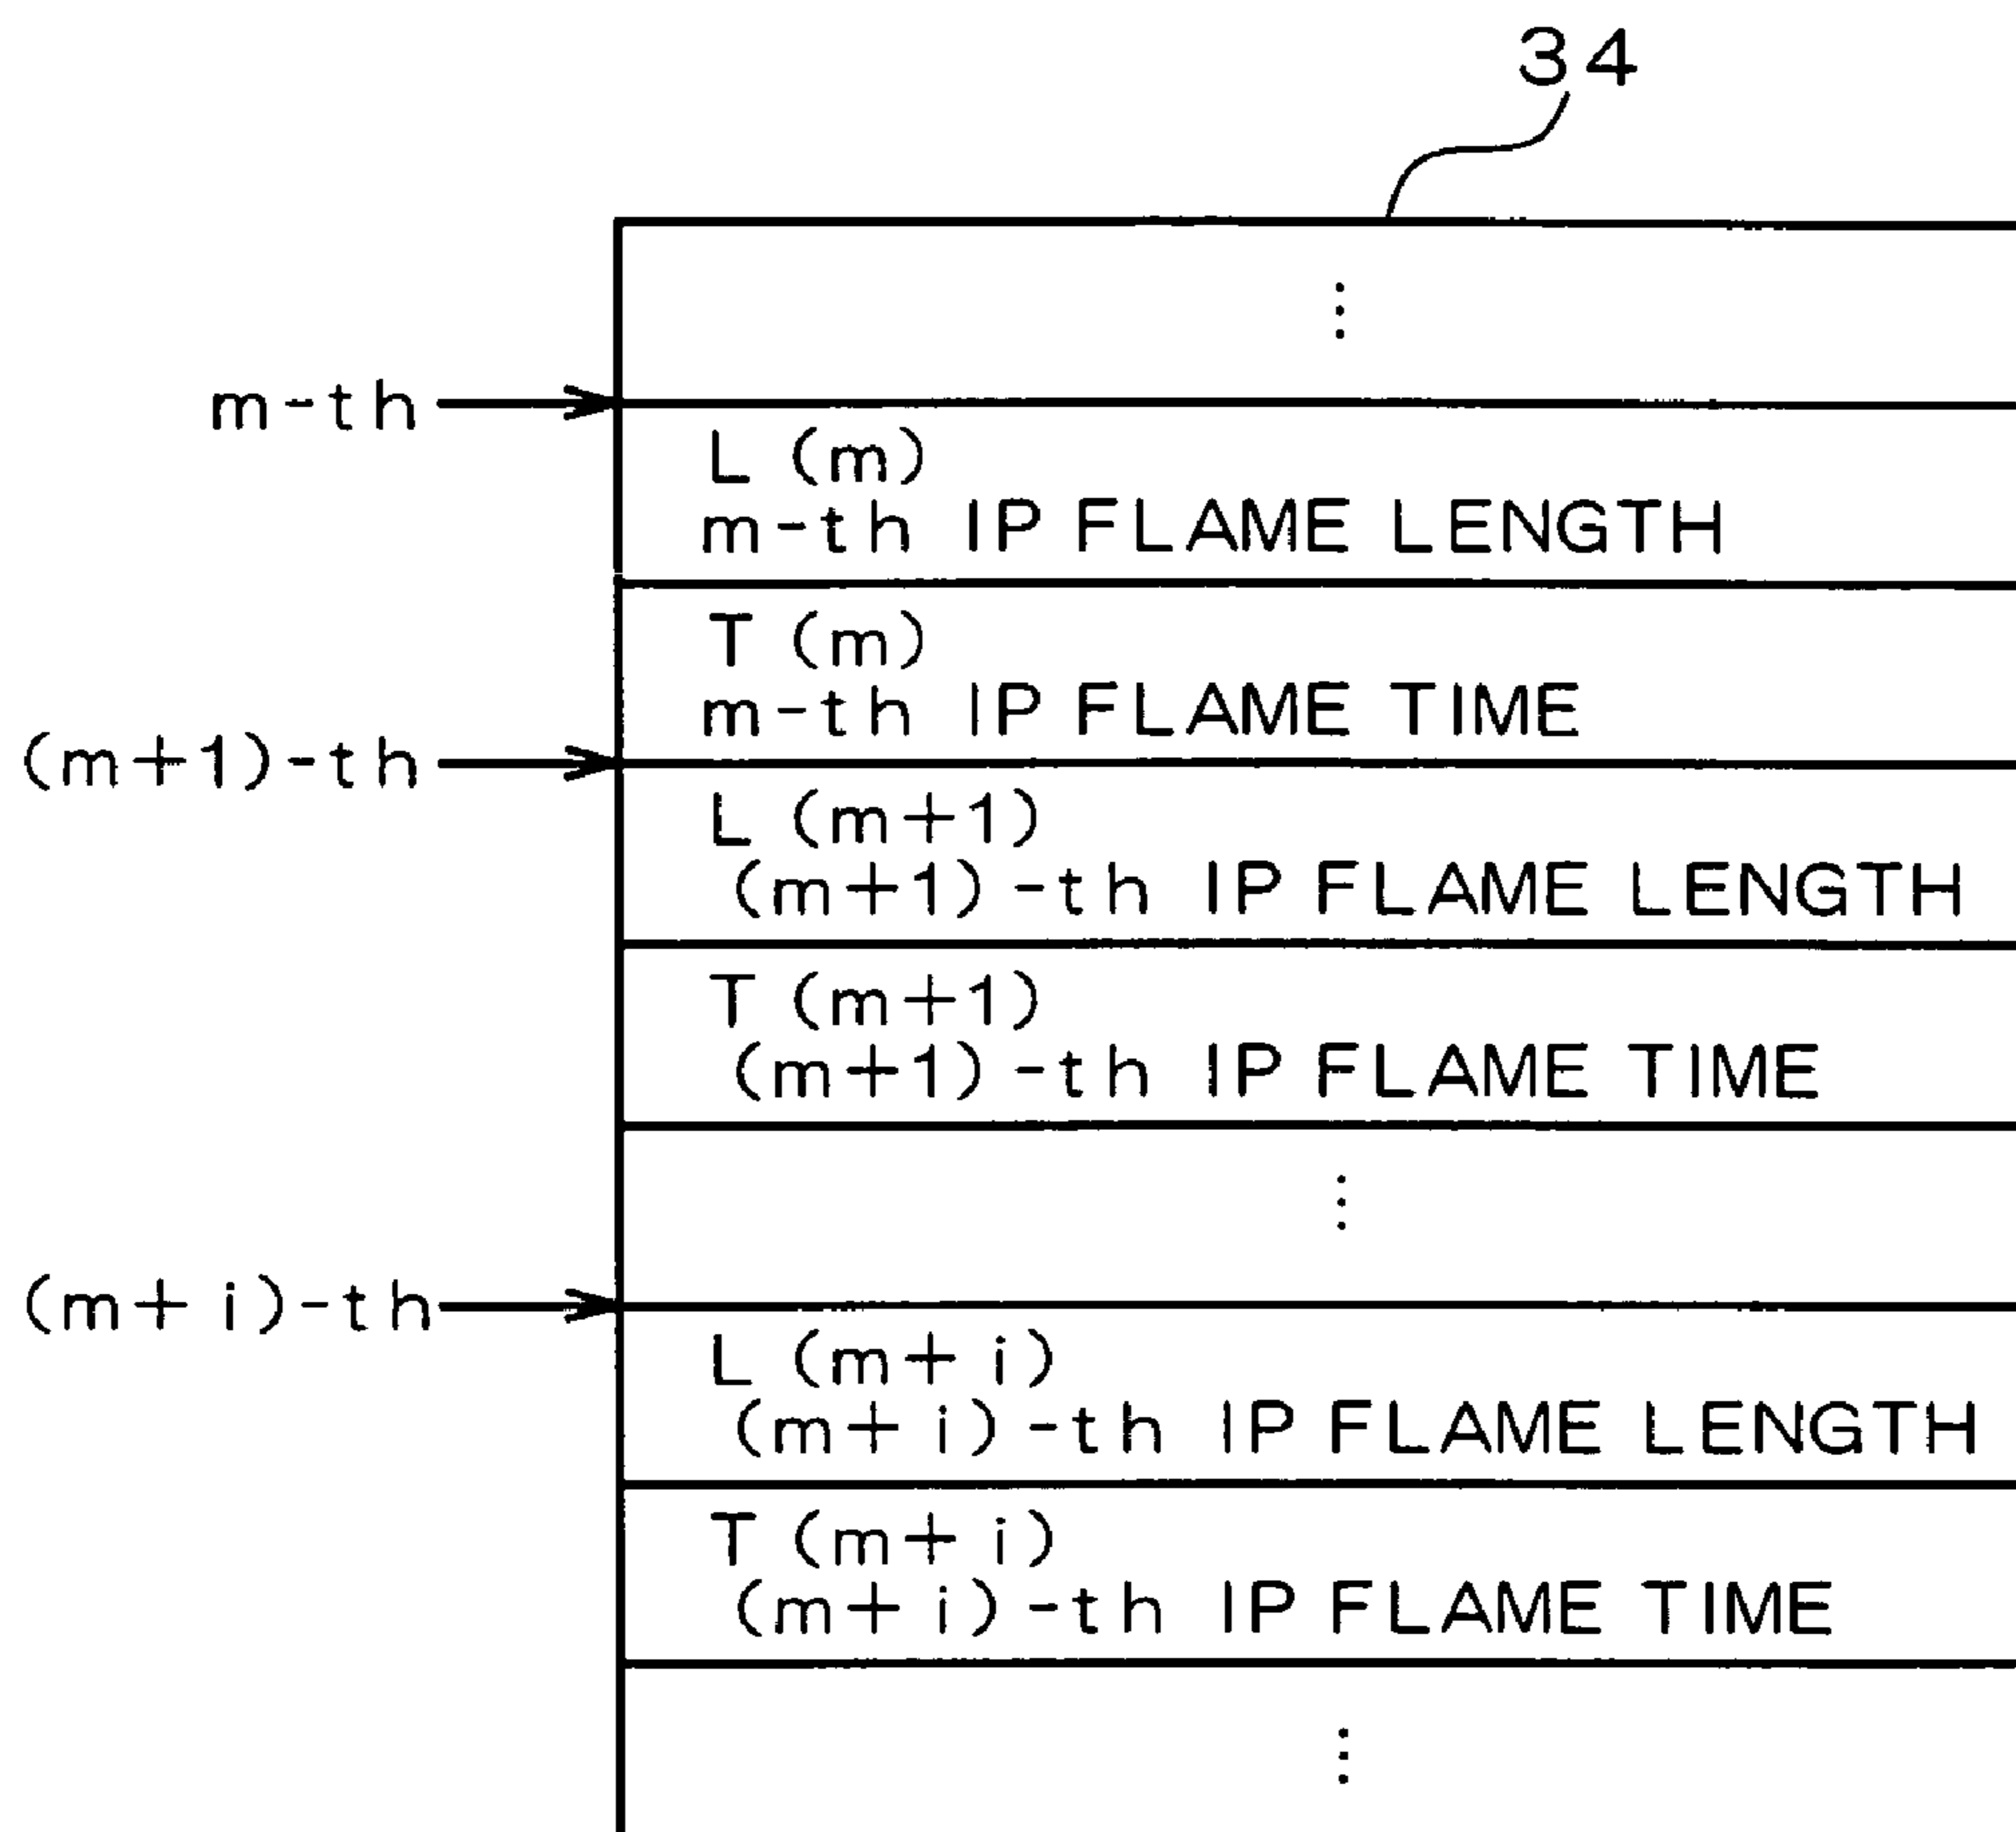 34
m-th
L (m)
m-th IP FLAME LENGTH
T (m)
m-th IP FLAME TIME
(m+1)-th
L (m+1)
(m+1)-th IP FLAME LENGTH
T (m+1)
(m+1)-th IP FLAME TIME
(m+i)-th
L (m+i)
(m+i)-th IP FLAME LENGTH
T (m+i)
(m+i)-th IP FLAME TIME